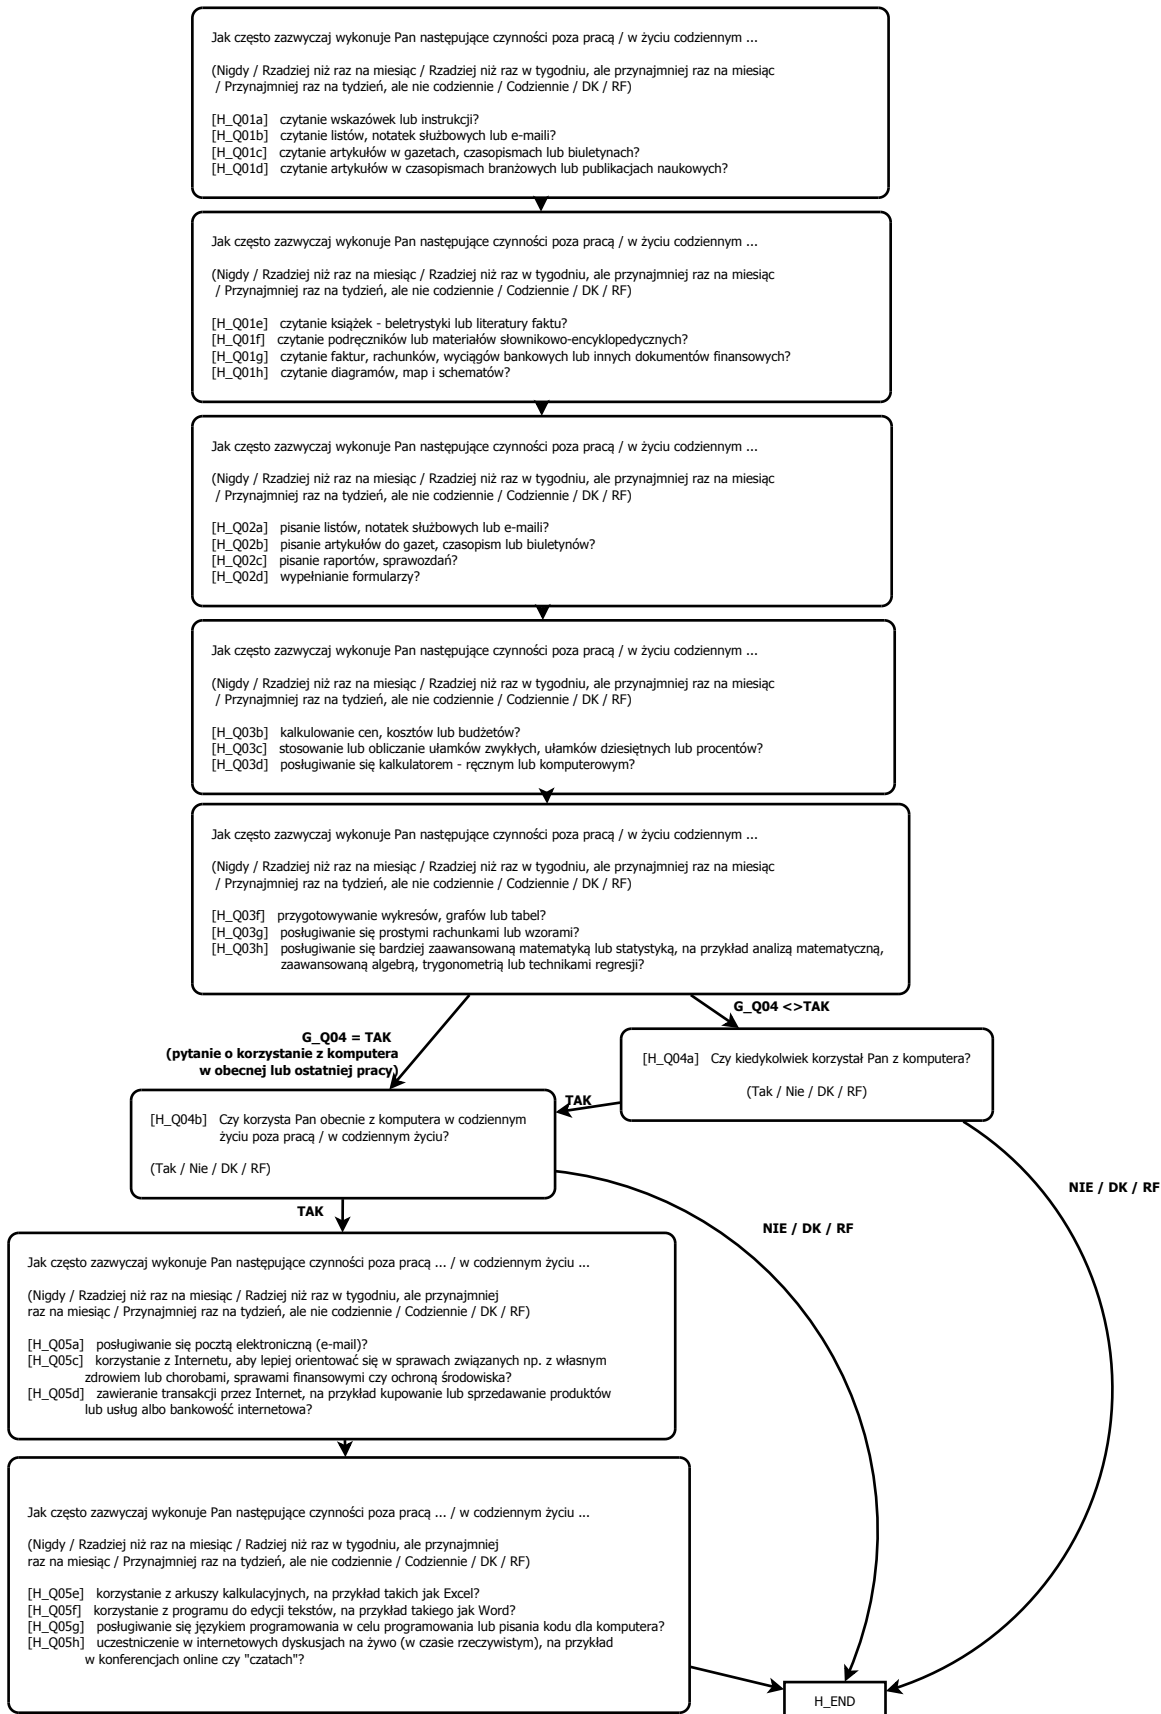 Jak często zazwyczaj wykonuje Pan następujące czynności poza pracą / w życiu codziennym ...
(Nigdy / Rzadziej niż raz na miesiąc / Rzadziej niż raz w tygodniu, ale przynajmniej raz na miesiąc
/ Przynajmniej raz na tydzień, ale nie codziennie / Codziennie / DK / RF)
[H_Q01a] czytanie wskazówek lub instrukcji?
[H_Q01b] czytanie listów, notatek służbowych lub e-maili?
[H_Q01c] czytanie artykułów w gazetach, czasopismach lub biuletynach?
[H_Q01d] czytanie artykułów w czasopismach branżowych lub publikacjach naukowych?
Jak często zazwyczaj wykonuje Pan następujące czynności poza pracą / w życiu codziennym ...
(Nigdy / Rzadziej niż raz na miesiąc / Rzadziej niż raz w tygodniu, ale przynajmniej raz na miesiąc
/ Przynajmniej raz na tydzień, ale nie codziennie / Codziennie / DK / RF)
[H_Q01e] czytanie książek - beletrystyki lub literatury faktu?
[H_Q01f] czytanie podręczników lub materiałów słownikowo-encyklopedycznych?
[H_Q01g] czytanie faktur, rachunków, wyciągów bankowych lub innych dokumentów finansowych?
[H_Q01h] czytanie diagramów, map i schematów?
Jak często zazwyczaj wykonuje Pan następujące czynności poza pracą / w życiu codziennym ...
(Nigdy / Rzadziej niż raz na miesiąc / Rzadziej niż raz w tygodniu, ale przynajmniej raz na miesiąc
/ Przynajmniej raz na tydzień, ale nie codziennie / Codziennie / DK / RF)
[H_Q02a] pisanie listów, notatek służbowych lub e-maili?
[H_Q02b] pisanie artykułów do gazet, czasopism lub biuletynów?
[H_Q02c] pisanie raportów, sprawozdań?
[H_Q02d] wypełnianie formularzy?
Jak często zazwyczaj wykonuje Pan następujące czynności poza pracą / w życiu codziennym ...
(Nigdy / Rzadziej niż raz na miesiąc / Rzadziej niż raz w tygodniu, ale przynajmniej raz na miesiąc
/ Przynajmniej raz na tydzień, ale nie codziennie / Codziennie / DK / RF)
[H_Q03b] kalkulowanie cen, kosztów lub budżetów?
[H_Q03c] stosowanie lub obliczanie ułamków zwykłych, ułamków dziesiętnych lub procentów?
[H_Q03d] posługiwanie się kalkulatorem - ręcznym lub komputerowym?
Jak często zazwyczaj wykonuje Pan następujące czynności poza pracą / w życiu codziennym ...
(Nigdy / Rzadziej niż raz na miesiąc / Rzadziej niż raz w tygodniu, ale przynajmniej raz na miesiąc
/ Przynajmniej raz na tydzień, ale nie codziennie / Codziennie / DK / RF)
[H_Q03f] przygotowywanie wykresów, grafów lub tabel?
[H_Q03g] posługiwanie się prostymi rachunkami lub wzorami?
[H_Q03h] posługiwanie się bardziej zaawansowaną matematyką lub statystyką, na przykład analizą matematyczną,
zaawansowaną algebrą, trygonometrią lub technikami regresji?
G_Q04 <>TAK
G_Q04 = TAK
(pytanie o korzystanie z komputera
w obecnej lub ostatniej pracy)
[H_Q04a] Czy kiedykolwiek korzystał Pan z komputera?
(Tak / Nie / DK / RF)
TAK
[H_Q04b] Czy korzysta Pan obecnie z komputera w codziennym
życiu poza pracą / w codziennym życiu?
(Tak / Nie / DK / RF)
NIE / DK / RF
TAK
NIE / DK / RF
Jak często zazwyczaj wykonuje Pan następujące czynności poza pracą ... / w codziennym życiu ...
(Nigdy / Rzadziej niż raz na miesiąc / Radziej niż raz w tygodniu, ale przynajmniej
raz na miesiąc / Przynajmniej raz na tydzień, ale nie codziennie / Codziennie / DK / RF)
[H_Q05a] posługiwanie się pocztą elektroniczną (e-mail)?
[H_Q05c] korzystanie z Internetu, aby lepiej orientować się w sprawach związanych np. z własnym
zdrowiem lub chorobami, sprawami finansowymi czy ochroną środowiska?
[H_Q05d] zawieranie transakcji przez Internet, na przykład kupowanie lub sprzedawanie produktów
lub usług albo bankowość internetowa?
Jak często zazwyczaj wykonuje Pan następujące czynności poza pracą ... / w codziennym życiu ...
(Nigdy / Rzadziej niż raz na miesiąc / Radziej niż raz w tygodniu, ale przynajmniej
raz na miesiąc / Przynajmniej raz na tydzień, ale nie codziennie / Codziennie / DK / RF)
[H_Q05e] korzystanie z arkuszy kalkulacyjnych, na przykład takich jak Excel?
[H_Q05f] korzystanie z programu do edycji tekstów, na przykład takiego jak Word?
[H_Q05g] posługiwanie się językiem programowania w celu programowania lub pisania kodu dla komputera?
[H_Q05h] uczestniczenie w internetowych dyskusjach na żywo (w czasie rzeczywistym), na przykład
w konferencjach online czy "czatach"?
H_END